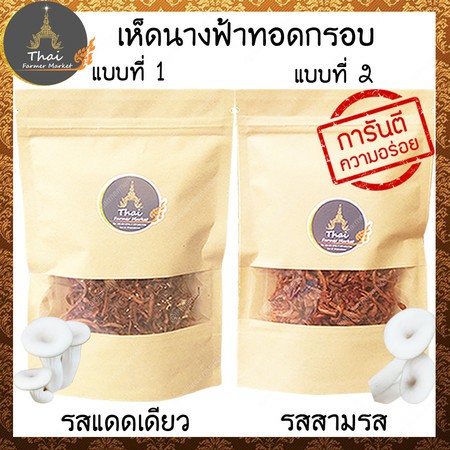 Thai
Farmer Market
เห็ดนางฟ้าทอดกรอบ
แบบที่ 1
แบบที่ 2
การันตี
ความอร่อย
Thai
Farmer Market
Thai
Farmer Market
รสแดดเดียว
รสสามรส